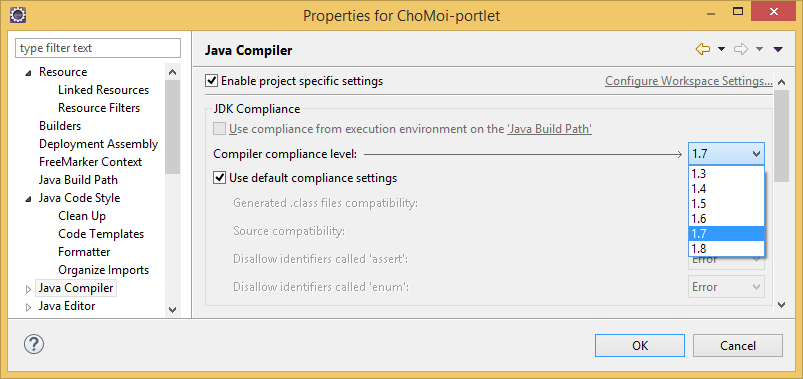 Properties for ChoMoi-portlet
type filter text
Resource
Linked Resources
Resource Filters
Builders
Deployment Assembly
FreeMarker Context
Java Build Path
Java Code Style
Clean Up
Code Templates
Formatter
Organize Imports
Java Compiler
Java Editor
Java Compiler
Enable project specific settings
Configure Workspace Settings...
JDK Compliance
Use compliance from execution environment on the 'Java Build Path'
Compiler compliance level:
1.7
1.3
1.4
1.5
1.6
1.7
1.8
Use default compliance settings
Generated .class files compatibility:
Source compatibility:
Disallow identifiers called 'assert':
Error
Disallow identifiers called 'enum':
Error
?
OK
Cancel